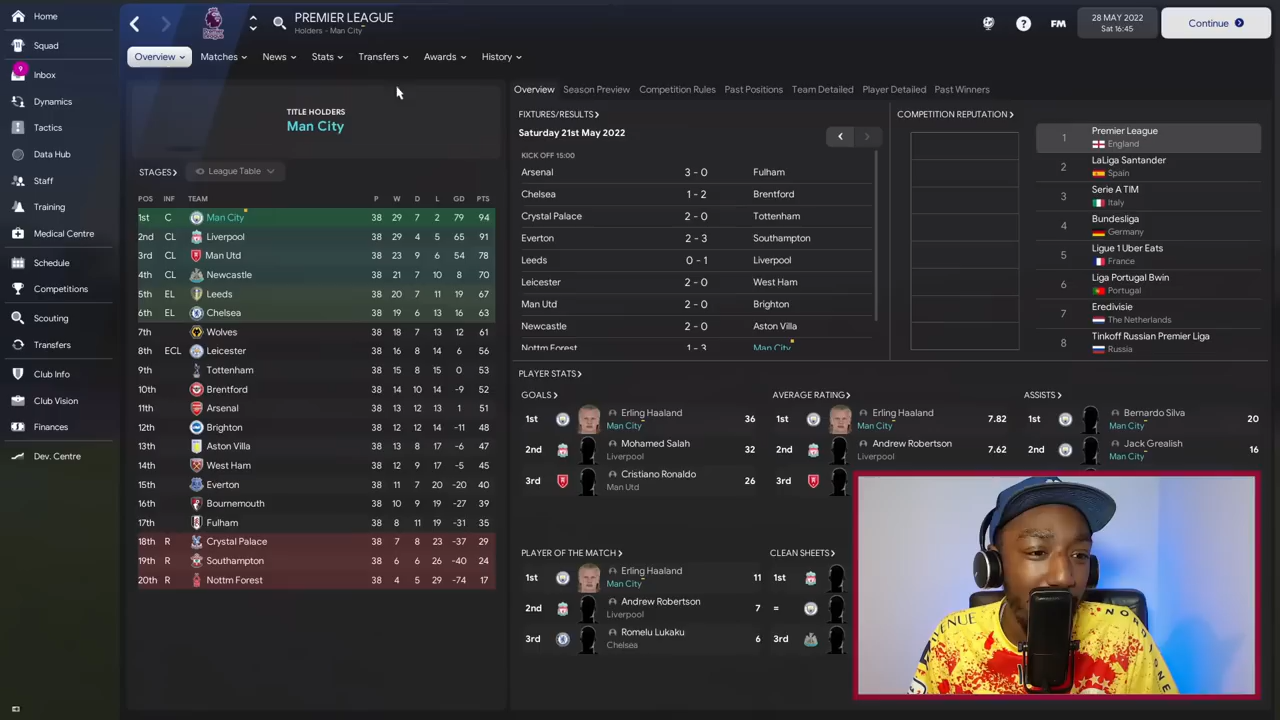 Home
Squad
9
Inbox
Dynamics
Tactics
Data Hub
Staff
Training
Medical Centre
Schedule
Competitions
Scouting
Transfers
Club Info
Club Vision
Finances
Dev. Centre
PREMIER LEAGUE
Holders - Man City
? FM
28 MAY 2022
Sat 16:45
Continue
Overview Matches News Stats Transfers Awards History
TITLE HOLDERS
Man City
STAGES> League Table
POS INF TEAM P W D L GD PTS
1st C Man City 38 29 7 2 79 94
2nd CL Liverpool 38 29 4 5 65 91
3rd CL Man Utd 38 23 9 6 54 78
4th CL Newcastle 38 21 7 10 8 70
5th EL Leeds 38 20 7 11 19 67
6th EL Chelsea 38 19 6 13 16 63
7th Wolves 38 18 7 13 12 61
8th ECL Leicester 38 16 8 14 6 56
9th Tottenham 38 15 8 15 0 53
10th Brentford 38 14 10 14 -9 52
11th Arsenal 38 13 12 13 1 51
12th Brighton 38 12 12 14 -11 48
13th Aston Villa 38 13 8 17 -6 47
14th West Ham 38 12 9 17 -5 45
15th Everton 38 11 7 20 -20 40
16th Bournemouth 38 10 9 19 -27 39
17th Fulham 38 8 11 19 -31 35
18th R Crystal Palace 38 7 8 23 -37 29
19th R Southampton 38 6 6 26 -40 24
20th R Nottm Forest 38 4 5 29 -74 17
Overview Season Preview Competition Rules Past Positions Team Detailed Player Detailed Past Winners
FIXTURES/RESULTS>
Saturday 21st May 2022
KICK OFF 15:00
Arsenal 3 - 0 Fulham
Chelsea 1 - 2 Brentford
Crystal Palace 2 - 0 Tottenham
Everton 2 - 3 Southampton
Leeds 0 - 1 Liverpool
Leicester 2 - 0 West Ham
Man Utd 2 - 0 Brighton
Newcastle 2 - 0 Aston Villa
Nottm Forest 1 - 3 Man City
COMPETITION REPUTATION>
1 Premier League
England
2 LaLiga Santander
Spain
3 Serie A TIM
Italy
4 Bundesliga
Germany
5 Ligue 1 Uber Eats
France
6 Liga Portugal Bwin
Portugal
7 Eredivisie
The Netherlands
8 Tinkoff Russian Premier Liga
Russia
PLAYER STATS>
GOALS>
1st Erling Haaland 36
Man City
2nd Mohamed Salah 32
Liverpool
3rd Cristiano Ronaldo 26
Man Utd
AVERAGE RATING>
1st Erling Haaland 7.82
Man City
2nd Andrew Robertson 7.62
Liverpool
3rd
ASSISTS>
1st Bernardo Silva 20
Man City
2nd Jack Grealish 16
Man City
PLAYER OF THE MATCH>
1st Erling Haaland 11
Man City
2nd Andrew Robertson 7
Liverpool
3rd Romelu Lukaku 6
Chelsea
CLEAN SHEETS>
1st
=
3rd